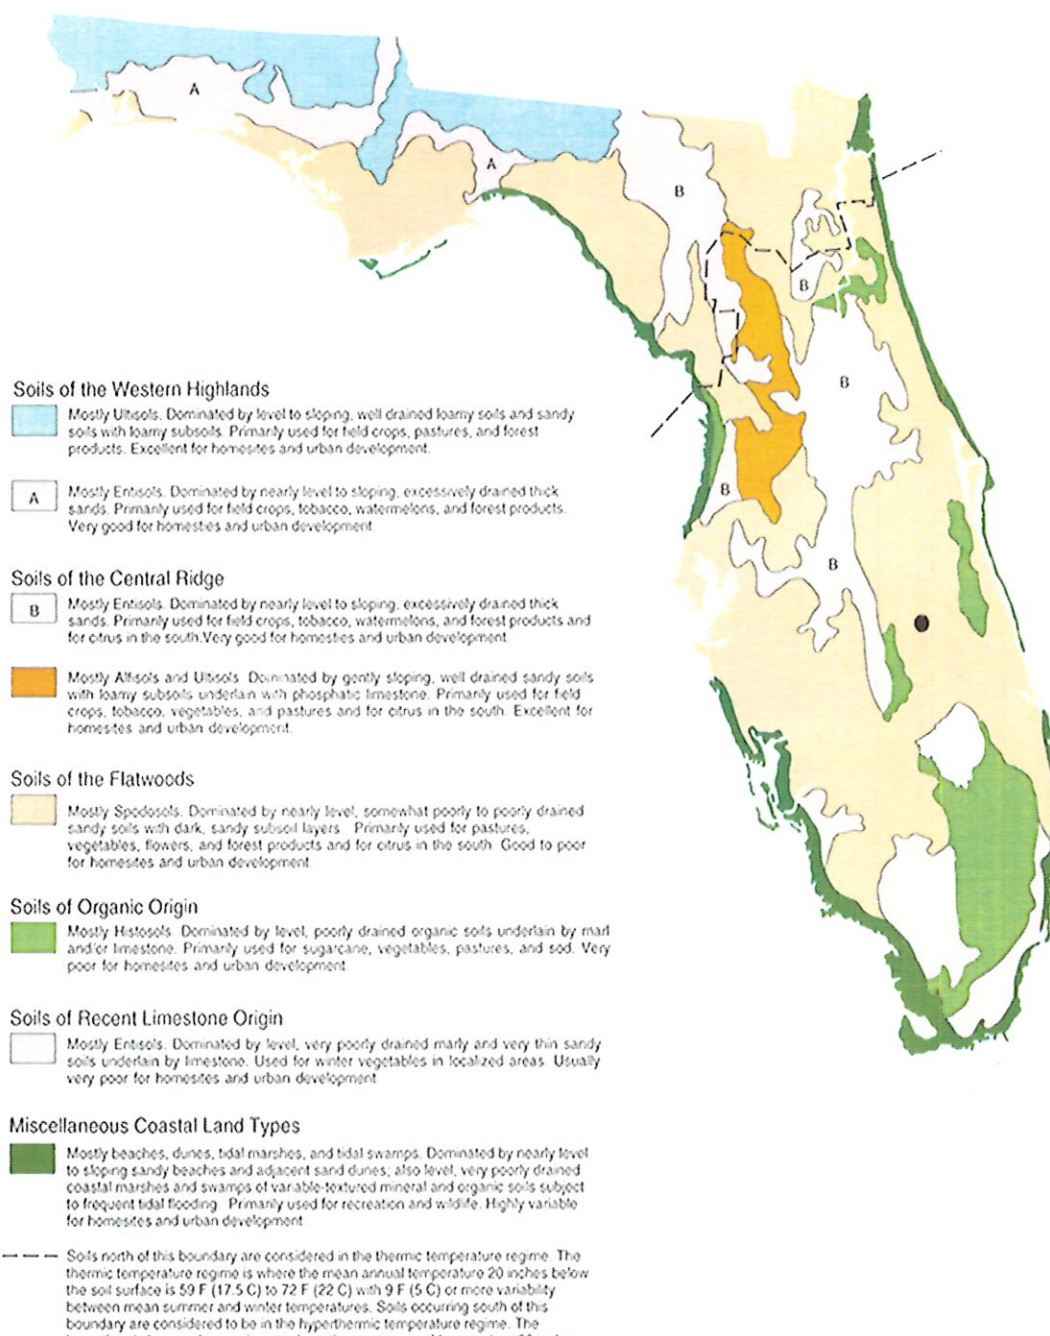 A
A
B
B
B
B
B
Soils of the Western Highlands
Mostly Ultisols. Dominated by level to sloping, well drained loamy soils and sandy
soils with loamy subsoils. Primarily used for field crops, pastures, and forest
products. Excellent for homesites and urban development.
A
Mostly Entisols. Dominated by nearly level to sloping, excessively drained thick
sands. Primarily used for field crops, tobacco, watermelons, and forest products.
Very good for homesties and urban development.
Soils of the Central Ridge
B
Mostly Entisols. Dominated by nearly level to sloping, excessively drained thick
sands. Primarily used for field crops, tobacco, watermelons, and forest products and
for citrus in the south.Very good for homesties and urban development.
Mostly Alfisols and Ultisols. Dominated by gently sloping, well drained sandy soils
with loamy subsoils underlain with phosphatic limestone. Primarily used for field
crops, tobacco, vegetables, and pastures and for citrus in the south. Excellent for
homesites and urban development.
Soils of the Flatwoods
Mostly Spodosols. Dominated by nearly level, somewhat poorly to poorly drained
sandy soils with dark, sandy subsoil layers. Primarily used for pastures,
vegetables, flowers, and forest products and for citrus in the south. Good to poor
for homesites and urban development
Soils of Organic Origin
Mostly Histosols. Dominated by level, poorly drained organic soils underlain by marl
and/or limestone. Primarily used for sugarcane, vegetables, pastures, and sod. Very
poor for homesites and urban development.
Soils of Recent Limestone Origin
Mostly Entisols. Dominated by level, very poorly drained marly and very thin sandy
soils underlain by limestone. Used for winter vegetables in localized areas. Usually
very poor for homesites and urban development.
Miscellaneous Coastal Land Types
Mostly beaches, dunes, tidal marshes, and tidal swamps. Dominated by nearly level
to sloping sandy beaches and adjacent sand dunes; also level, very poorly drained
coastal marshes and swamps of variable-textured mineral and organic soils subject
to frequent tidal flooding. Primarily used for recreation and wildlife. Highly variable
for homesites and urban development.
Soils north of this boundary are considered in the thermic temperature regime. The
thermic temperature regime is where the mean annual temperature 20 inches below
the soil surface is 59 F (17.5 C) to 72 F (22 C) with 9 F (5 C) or more variability
between mean summer and winter temperatures. Soils occurring south of this
boundary are considered to be in the hyperthermic temperature regime. The